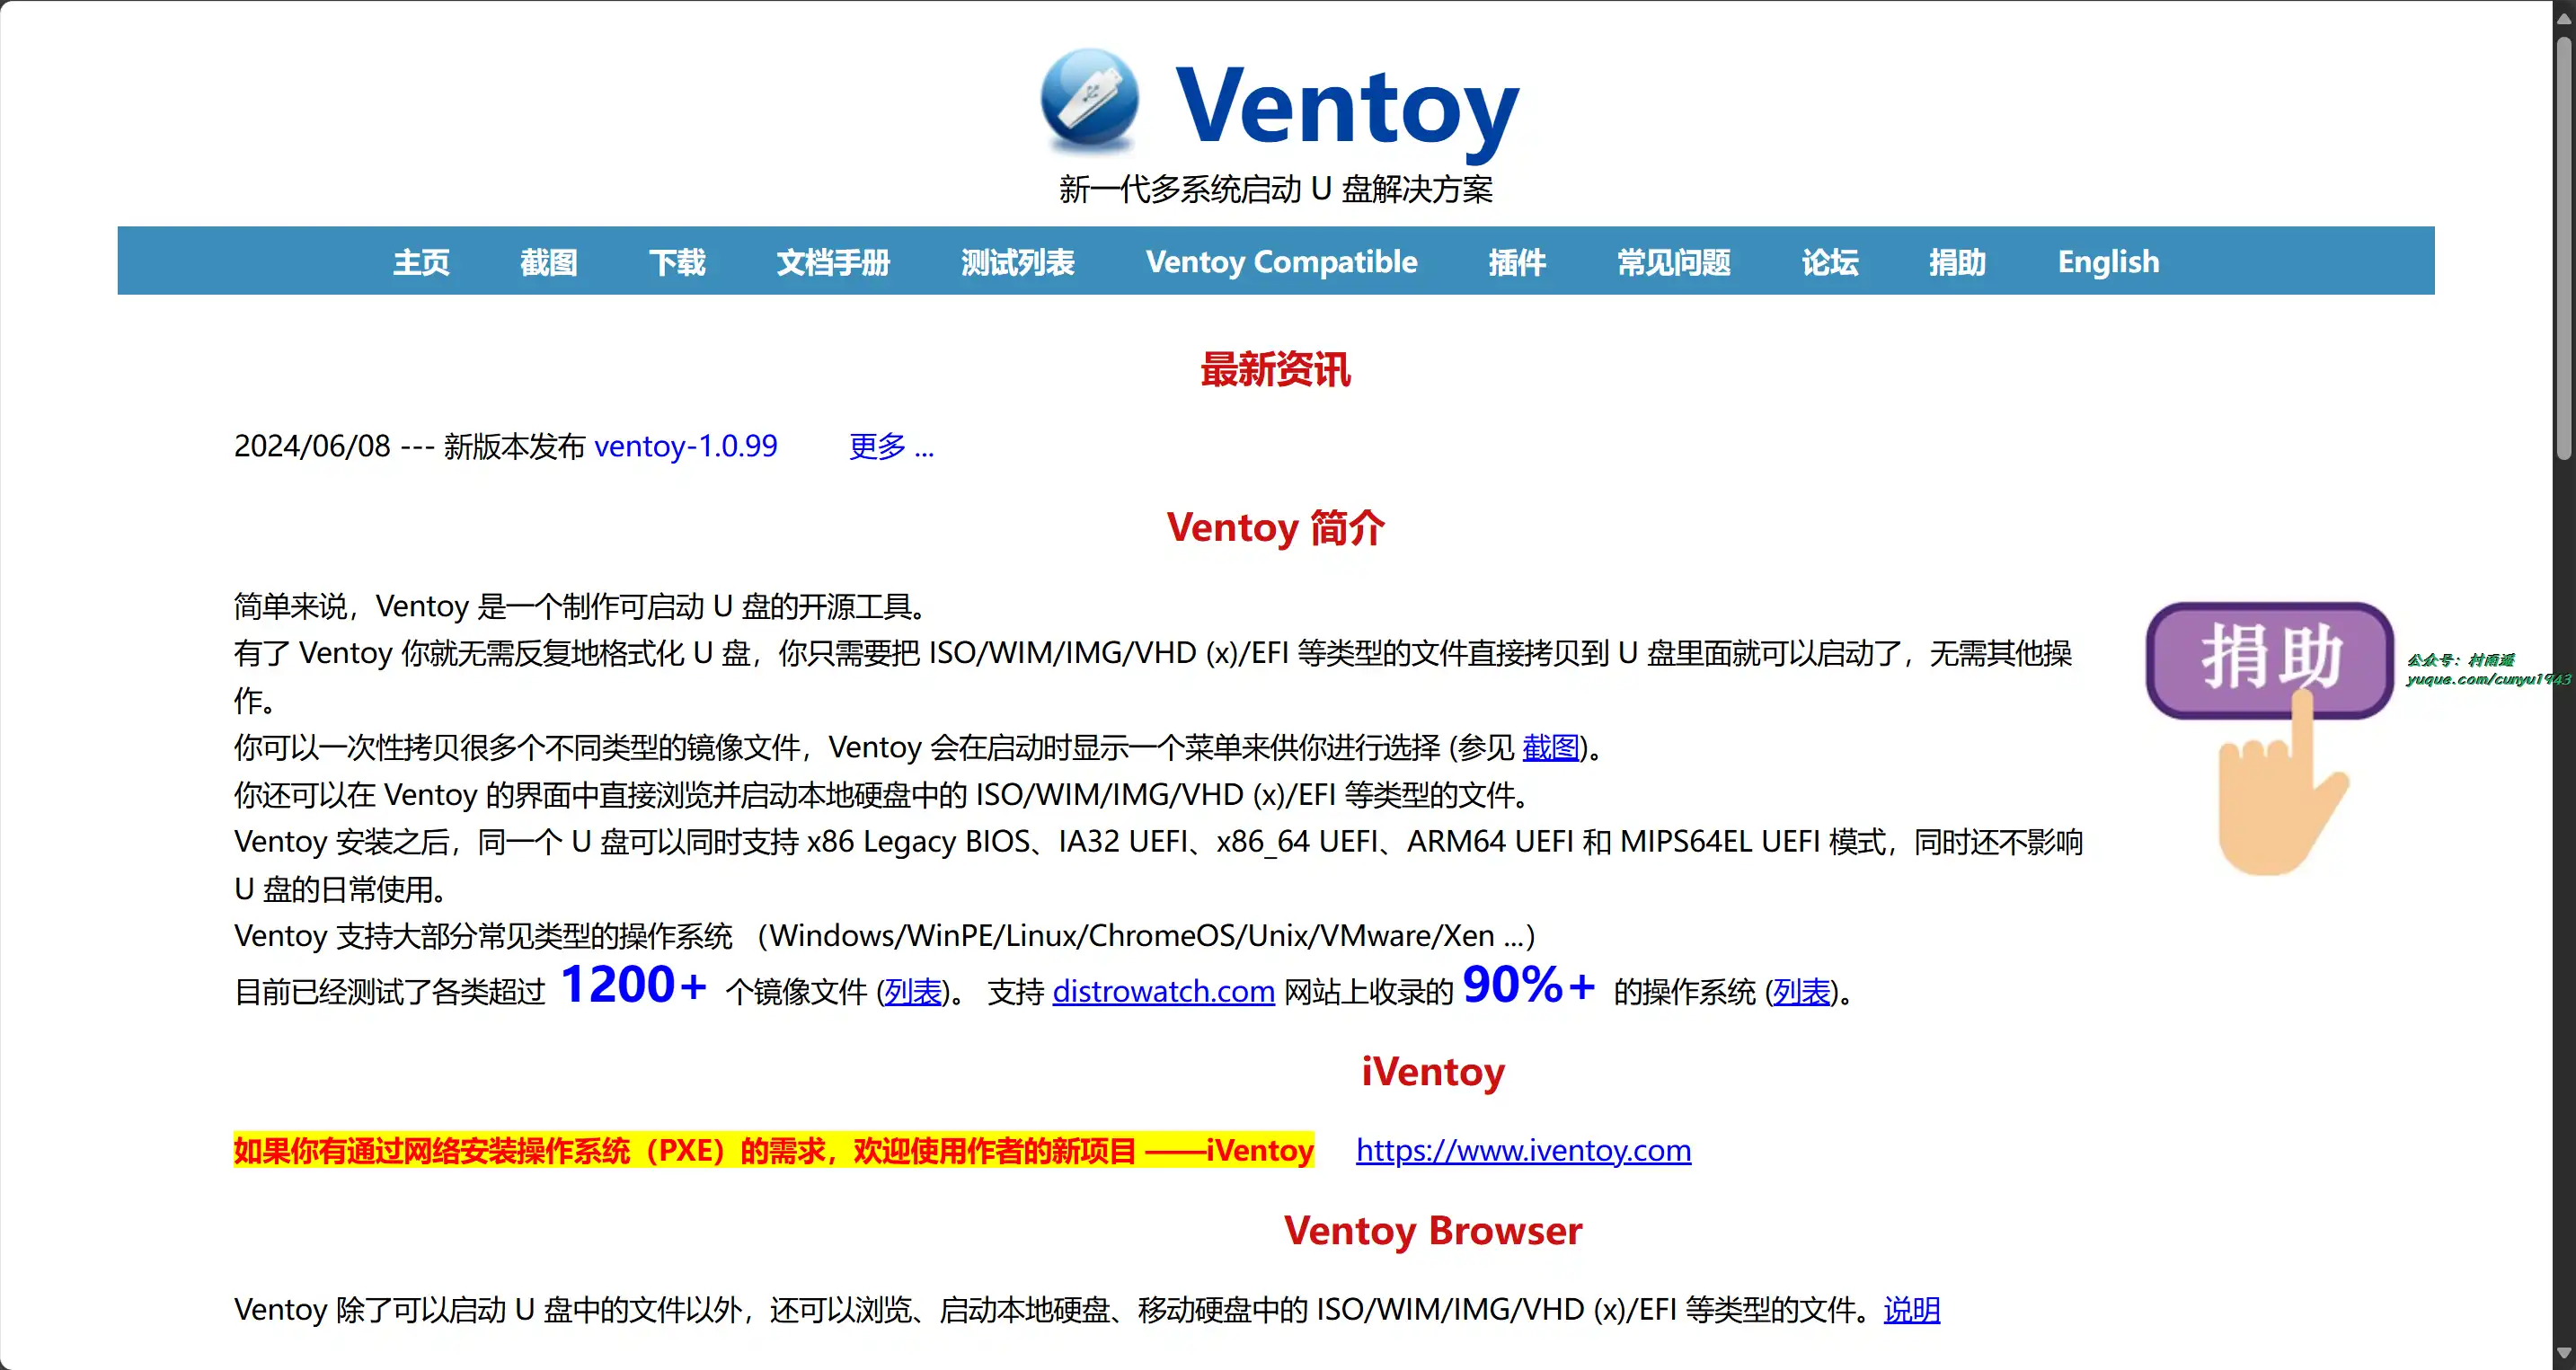 Ventoy
新一代多系统启动 U 盘解决方案
主页 截图 下载 文档手册 测试列表 Ventoy Compatible 插件 常见问题 论坛 捐助 English
最新资讯
2024/06/08 --- 新版本发布 ventoy-1.0.99 更多 ...
Ventoy 简介
简单来说，Ventoy 是一个制作可启动 U 盘的开源工具。
有了 Ventoy 你就无需反复地格式化 U 盘，你只需要把 ISO/WIM/IMG/VHD (x)/EFI 等类型的文件直接拷贝到 U 盘里面就可以启动了，无需其他操
作。
你可以一次性拷贝很多个不同类型的镜像文件，Ventoy 会在启动时显示一个菜单来供你进行选择 (参见 截图)。
你还可以在 Ventoy 的界面中直接浏览并启动本地硬盘中的 ISO/WIM/IMG/VHD (x)/EFI 等类型的文件。
Ventoy 安装之后，同一个 U 盘可以同时支持 x86 Legacy BIOS、IA32 UEFI、x86_64 UEFI、ARM64 UEFI 和 MIPS64EL UEFI 模式，同时还不影响
U 盘的日常使用。
Ventoy 支持大部分常见类型的操作系统 （Windows/WinPE/Linux/ChromeOS/Unix/VMware/Xen ...）
目前已经测试了各类超过 1200+ 个镜像文件 (列表)。 支持 distrowatch.com 网站上收录的 90%+ 的操作系统 (列表)。
捐助
公众号：村雨遥
yuque.com/cunyu1943
iVentoy
如果你有通过网络安装操作系统（PXE）的需求，欢迎使用作者的新项目 ——iVentoy https://www.iventoy.com
Ventoy Browser
Ventoy 除了可以启动 U 盘中的文件以外，还可以浏览、启动本地硬盘、移动硬盘中的 ISO/WIM/IMG/VHD (x)/EFI 等类型的文件。说明